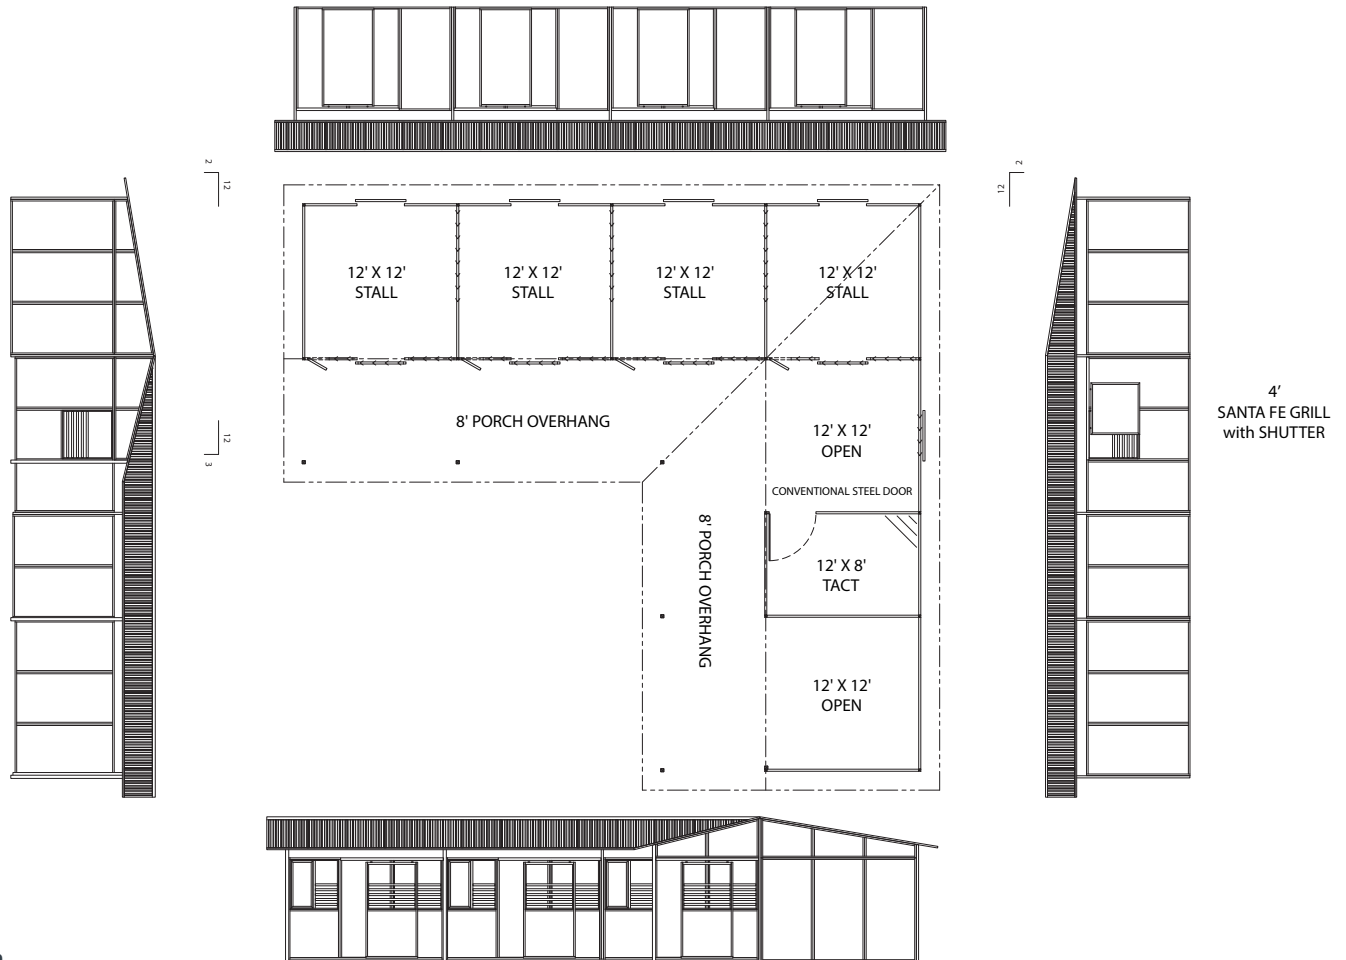 2
12
2
12
12' X 12'
STALL
12' X 12'
STALL
12' X 12'
STALL
12' X 12'
STALL
4'
SANTA FE GRILL
with SHUTTER
12
3
8' PORCH OVERHANG
12' X 12'
OPEN
CONVENTIONAL STEEL DOOR
8' PORCH OVERHANG
12' X 8'
TACT
12' X 12'
OPEN